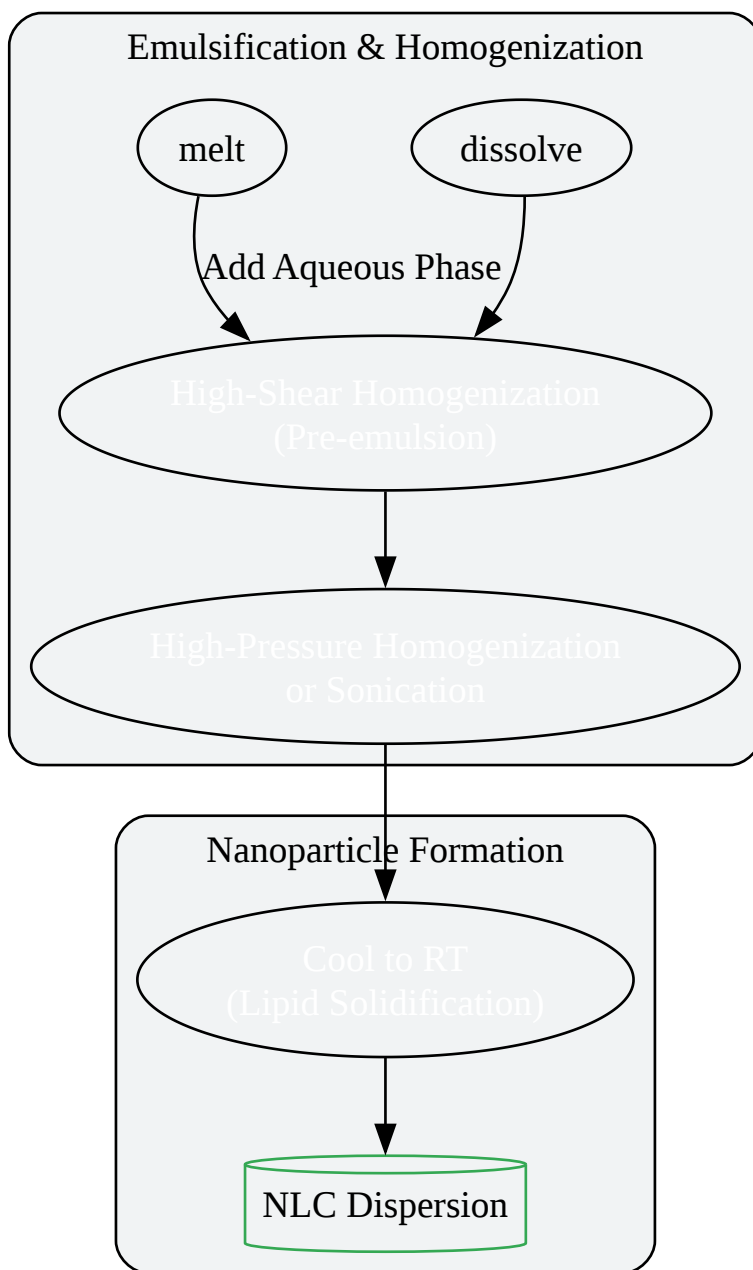 Emulsification & Homogenization
melt
dissolve
Add Aqueous Phase
High-Shear Homogenization
(Pre-emulsion)
High-Pressure Homogenization
or Sonication
Nanoparticle Formation
Cool to RT
(Lipid Solidification)
NLC Dispersion